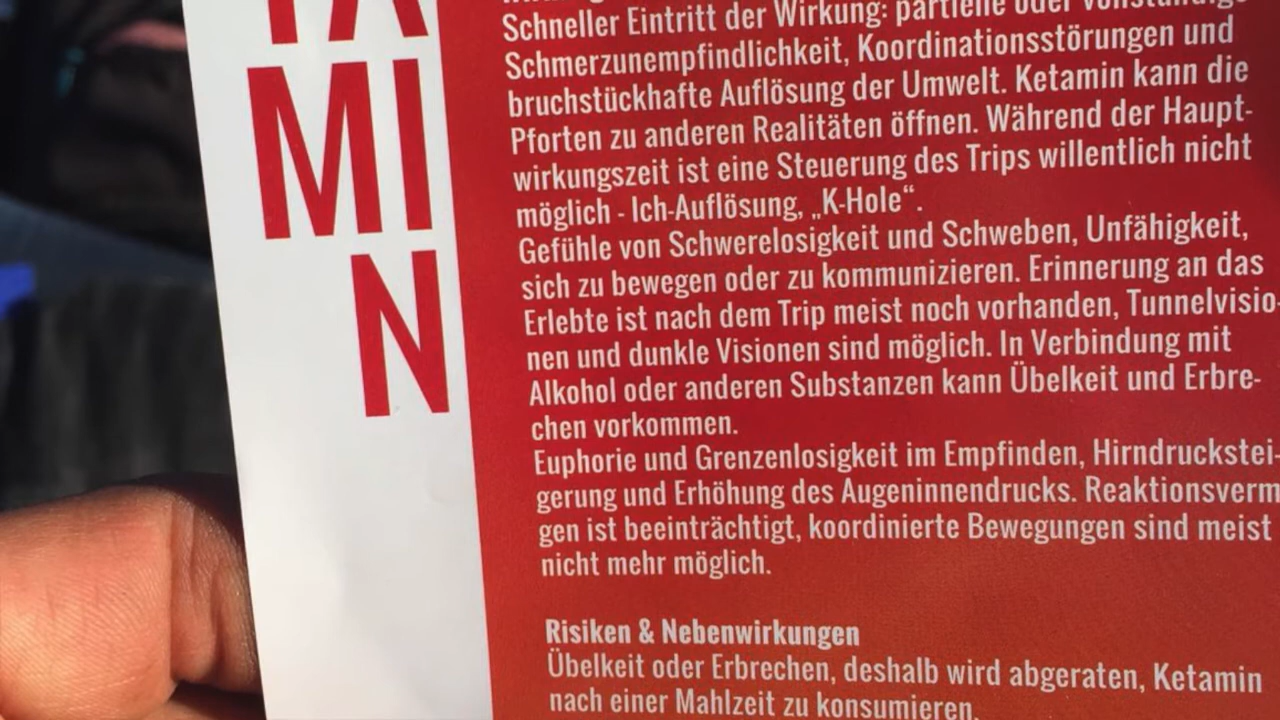 TA
MI
N
Schneller Eintritt der Wirkung: partielle oder
Schmerzunempfindlichkeit, Koordinationsstörungen und
bruchstückhafte Auflösung der Umwelt. Ketamin kann die
Pforten zu anderen Realitäten öffnen. Während der Haupt-
wirkungszeit ist eine Steuerung des Trips willentlich nicht
möglich - Ich-Auflösung, „K-Hole“.
Gefühle von Schwerelosigkeit und Schweben, Unfähigkeit,
sich zu bewegen oder zu kommunizieren. Erinnerung an das
Erlebte ist nach dem Trip meist noch vorhanden, Tunnelvisio-
nen und dunkle Visionen sind möglich. In Verbindung mit
Alkohol oder anderen Substanzen kann Übelkeit und Erbre-
chen vorkommen.
Euphorie und Grenzenlosigkeit im Empfinden, Hirndrucksteі-
gerung und Erhöhung des Augeninnendrucks. Reaktionsverm
gen ist beeinträchtigt, koordinierte Bewegungen sind meist
nicht mehr möglich.
Risiken & Nebenwirkungen
Übelkeit oder Erbrechen, deshalb wird abgeraten, Ketamin
nach einer Mahlzeit zu konsumieren.